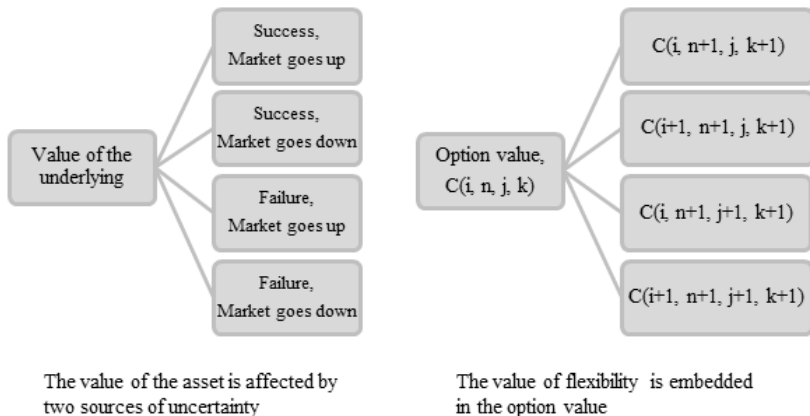 Value of the
underlying
Success,
Market goes up
Success,
Market goes down
Failure,
Market goes up
Failure,
Market goes down
The value of the asset is affected by
two sources of uncertainty
Option value,
C(i, n, j, k)
C(i, n+1, j, k+1)
C(i+1, n+1, j, k+1)
C(i, n+1, j+1, k+1)
C(i+1, n+1, j+1, k+1)
The value of flexibility is embedded
in the option value